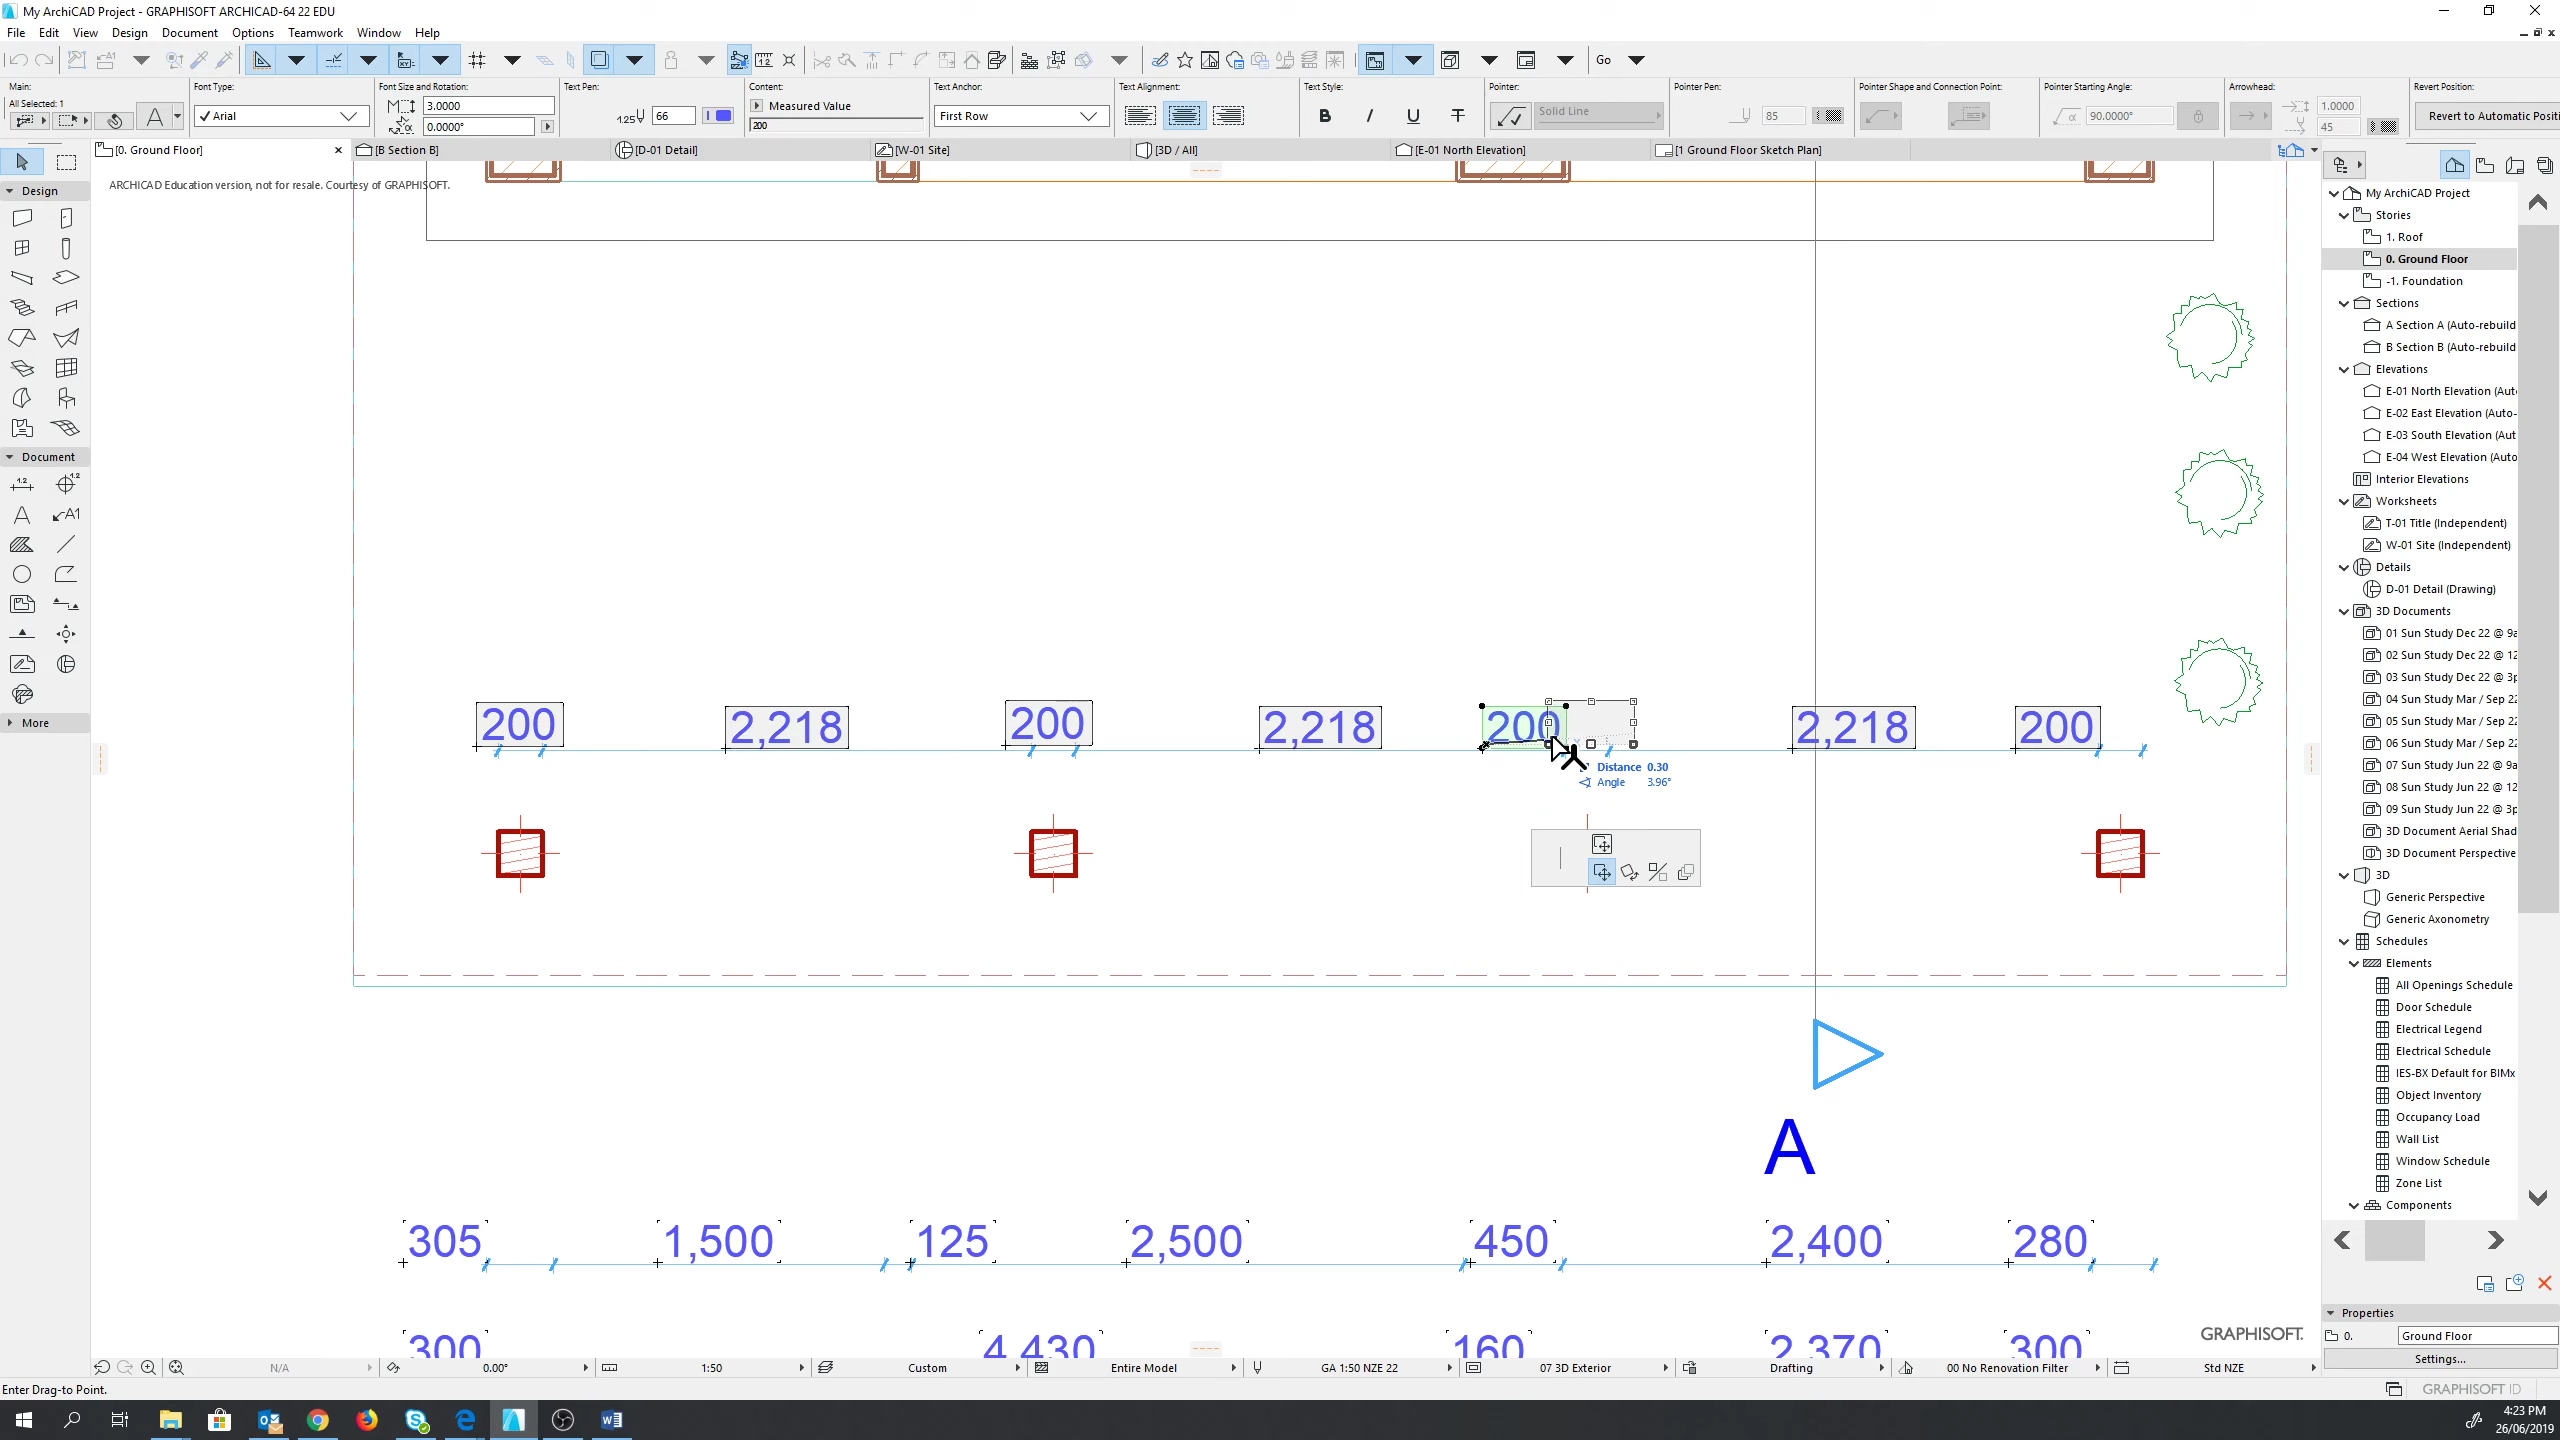 My ArchiCAD Project - GRAPHISOFT ARCHICAD-64 22 EDU
File Edit View Design Document Options Teamwork Window Help
Go
Main: Font Type: Font Size and Rotation: Text Pen: Content: Text Anchor: Text Alignment: Text Style: Pointer: Pointer Pen: Pointer Shape and Connection Point: Pointer Starting Angle: Arrowhead: Revert Position:
All Selected: 1
Arial 3.0000 Measured Value Solid Line 1.0000
1.25 66 First Row B I U T 85 90.0000° Revert to Automatic Positi
0.0000° 200 45
[0. Ground Floor] [B Section B] [D-01 Detail] [W-01 Site] [3D / All] [E-01 North Elevation] [1 Ground Floor Sketch Plan]
ARCHICAD Education version, not for resale. Courtesy of GRAPHISOFT.
Design
Document
More
200 2,218 200 2,218 200 2,218 200
Distance 0.30
Angle 3.96°
A
305 1,500 125 2,500 450 2,400 280
300 4,430 160 2,370 300
GRAPHISOFT.
My ArchiCAD Project
Stories
1. Roof
0. Ground Floor
-1. Foundation
Sections
A Section A (Auto-rebuild
B Section B (Auto-rebuild
Elevations
E-01 North Elevation (Aut
E-02 East Elevation (Auto-
E-03 South Elevation (Aut
E-04 West Elevation (Auto
Interior Elevations
Worksheets
T-01 Title (Independent)
W-01 Site (Independent)
Details
D-01 Detail (Drawing)
3D Documents
01 Sun Study Dec 22 @ 9a
02 Sun Study Dec 22 @ 12
03 Sun Study Dec 22 @ 3p
04 Sun Study Mar / Sep 22
05 Sun Study Mar / Sep 22
06 Sun Study Mar / Sep 22
07 Sun Study Jun 22 @ 9a
08 Sun Study Jun 22 @ 12
09 Sun Study Jun 22 @ 3p
3D Document Aerial Shad
3D Document Perspective
3D
Generic Perspective
Generic Axonometry
Schedules
Elements
All Openings Schedule
Door Schedule
Electrical Legend
Electrical Schedule
IES-BX Default for BIMx
Object Inventory
Occupancy Load
Wall List
Window Schedule
Zone List
Components
Properties
0. Ground Floor
Settings...
N/A 0.00° 1:50 Custom Entire Model GA 1:50 NZE 22 07 3D Exterior Drafting 00 No Renovation Filter Std NZE
Enter Drag-to Point.
GRAPHISOFT ID
4:23 PM
26/06/2019